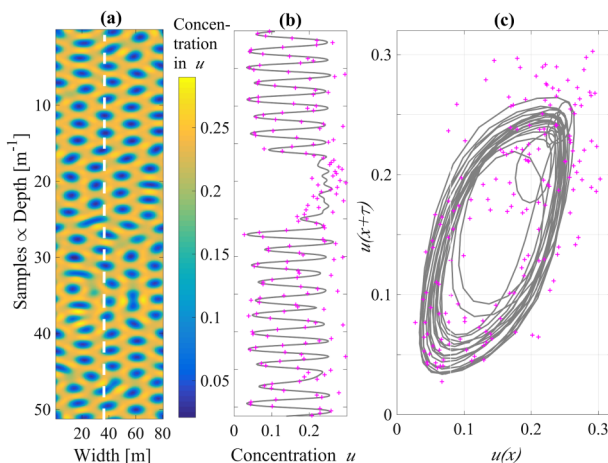 (a)
Concen-
tration
in u
(b)
(c)
10
20
30
40
50
Samples ∝ Depth [m⁻¹]
20 40 60 80
Width [m]
0.25
0.2
0.15
0.1
0.05
0 0.2
Concentration u
0.3
0.2
0.1
0
u(x+τ)
0 0.1 0.2 0.3
u(x)